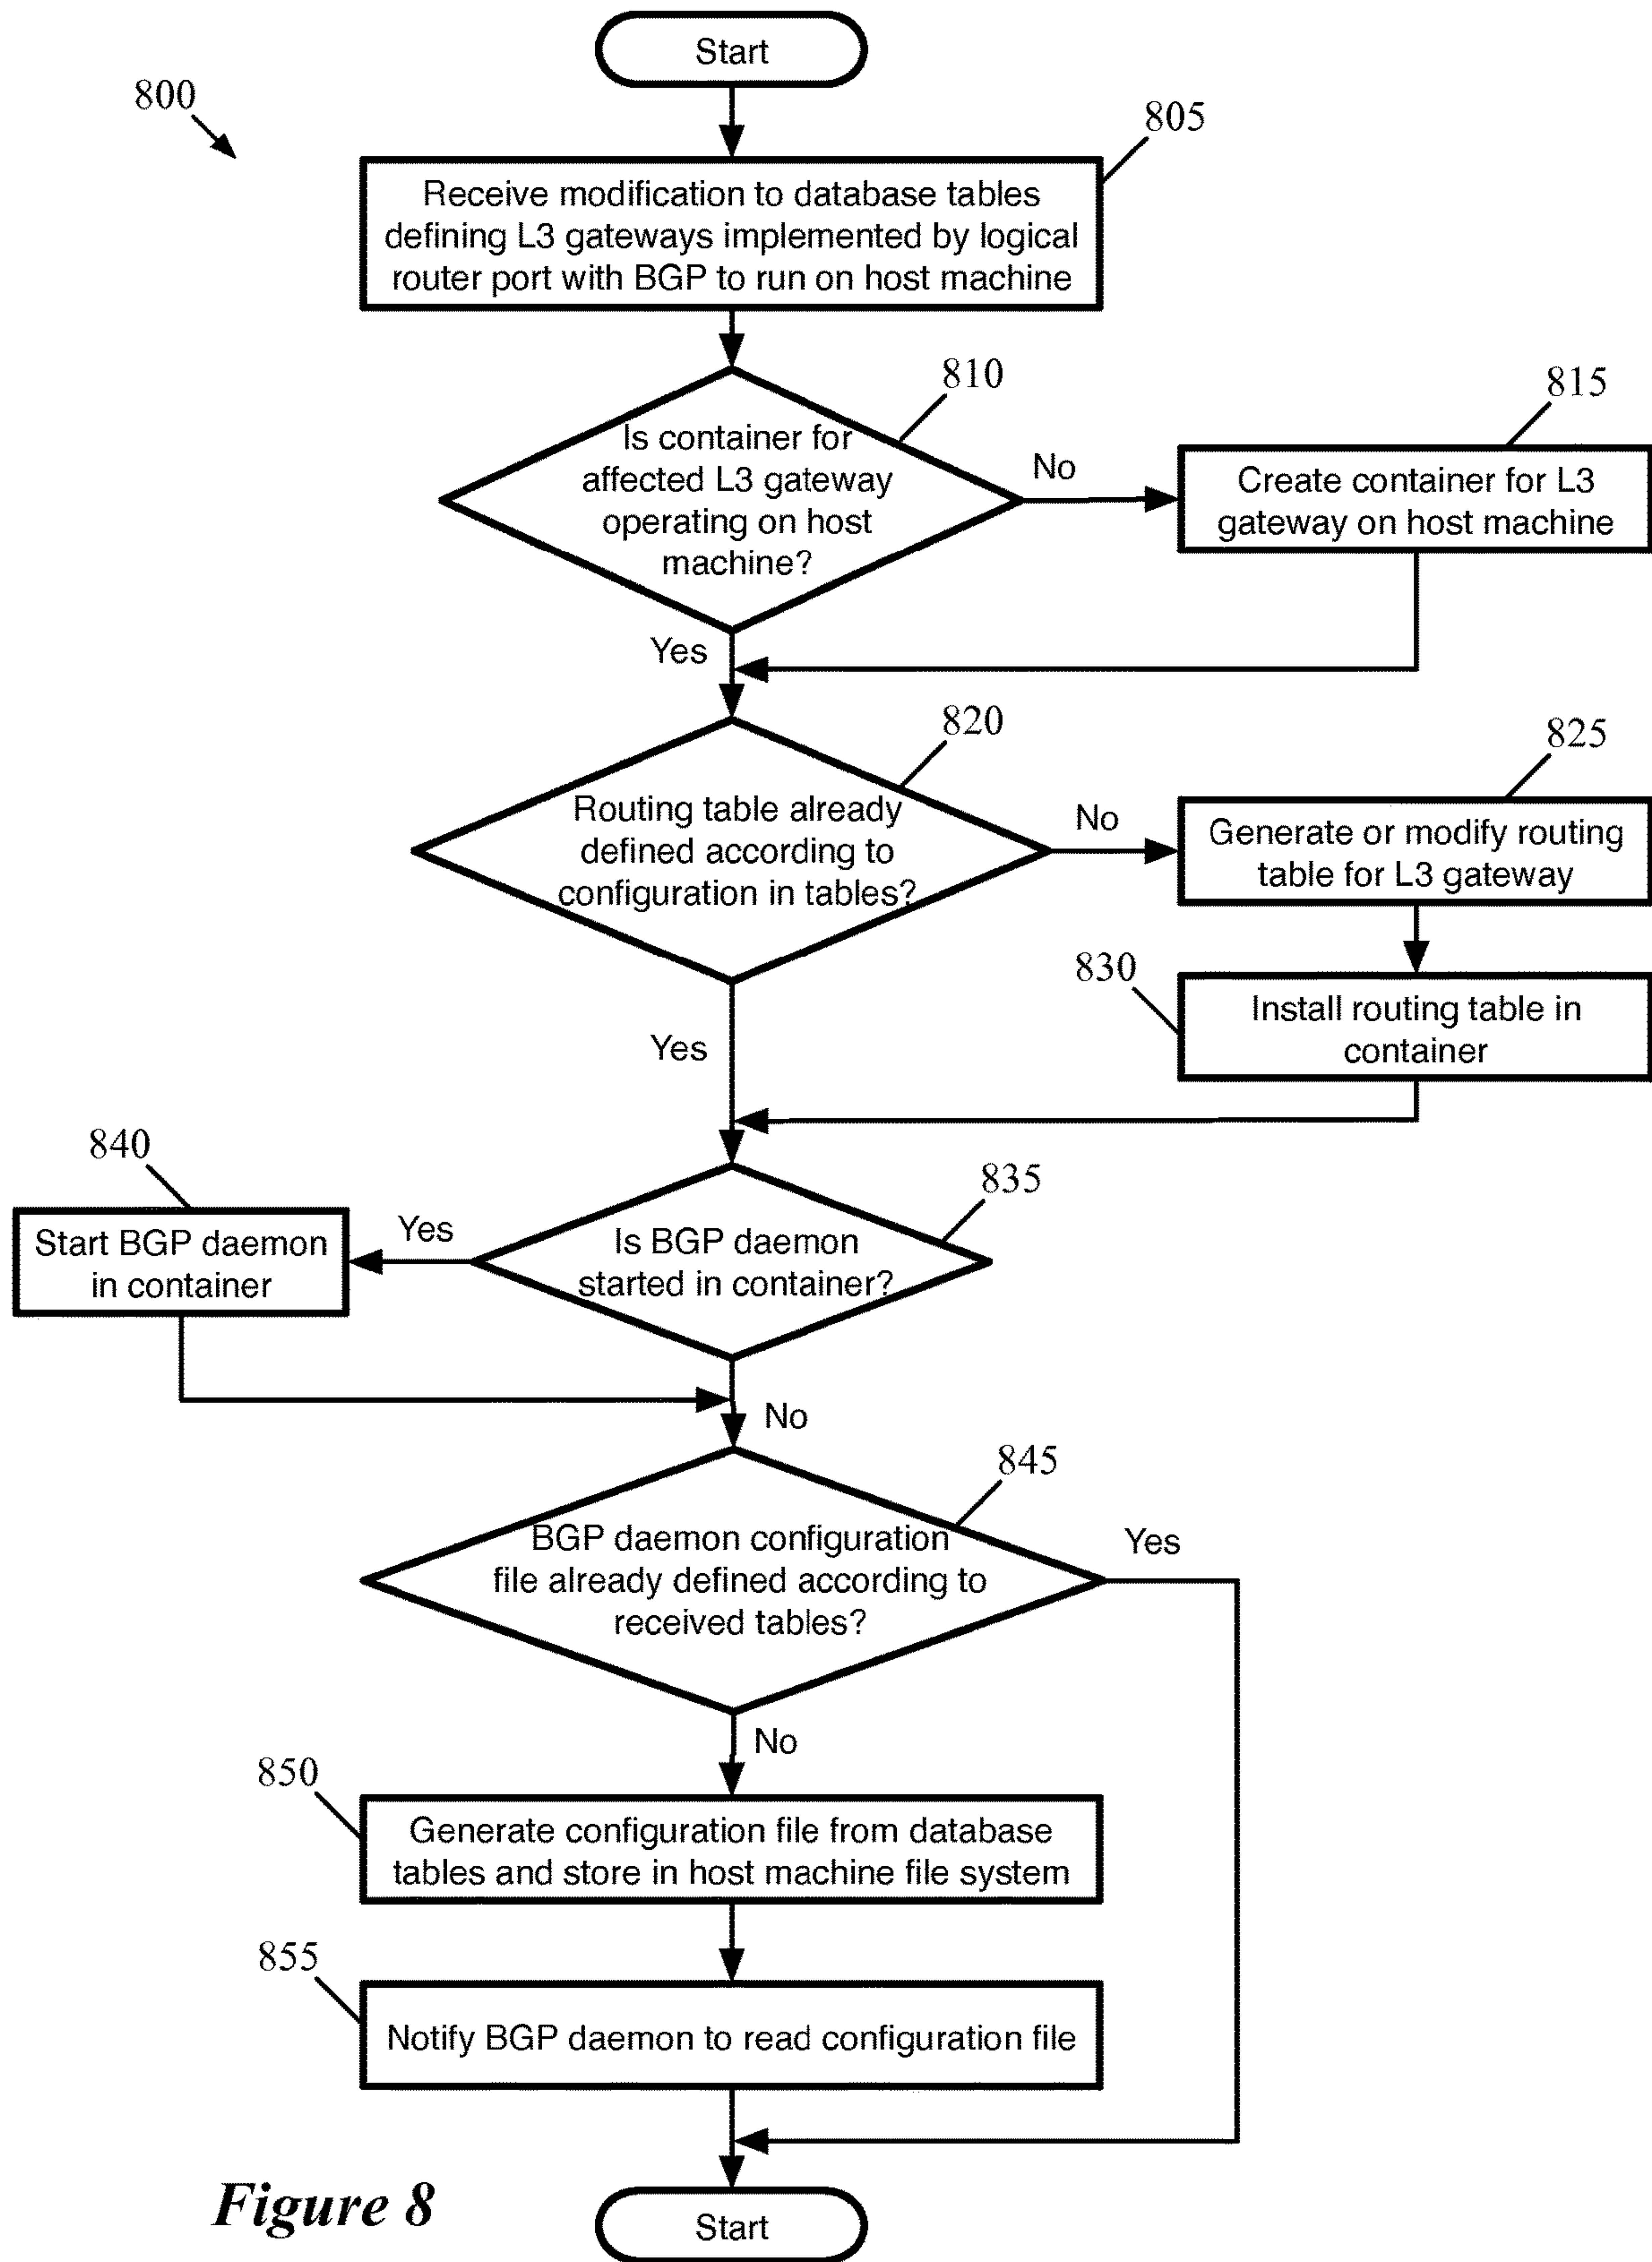 Start
800
805
Receive modification to database tables
defining L3 gateways implemented by logical
router port with BGP to run on host machine
810
Is container for
affected L3 gateway
operating on host
machine?
No
815
Create container for L3
gateway on host machine
Yes
820
Routing table already
defined according to
configuration in tables?
No
825
Generate or modify routing
table for L3 gateway
830
Install routing table in
container
Yes
835
Is BGP daemon
started in container?
Yes
840
Start BGP daemon
in container
No
845
BGP daemon configuration
file already defined according to
received tables?
Yes
No
850
Generate configuration file from database
tables and store in host machine file system
855
Notify BGP daemon to read configuration file
Start
Figure 8